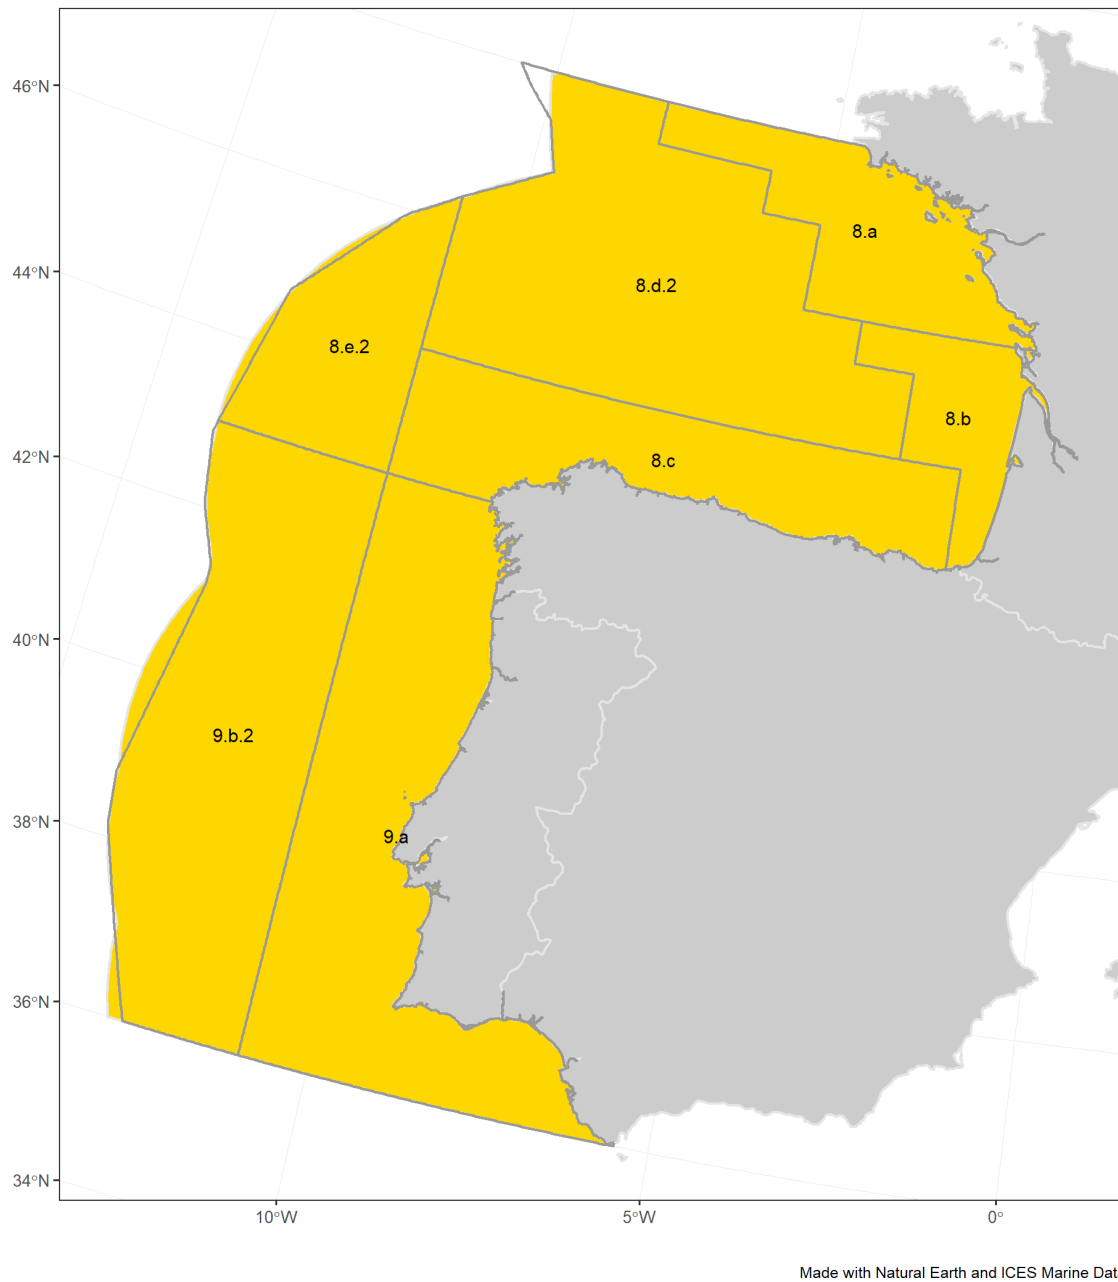 46°N
8.a
8.d.2
44°N
8.e.2
8.b
42°N
8.c
40°N
9.b.2
38°N
9.a
36°N
34°N
10°W
5°W
0°
Made with Natural Earth and ICES Marine Dat